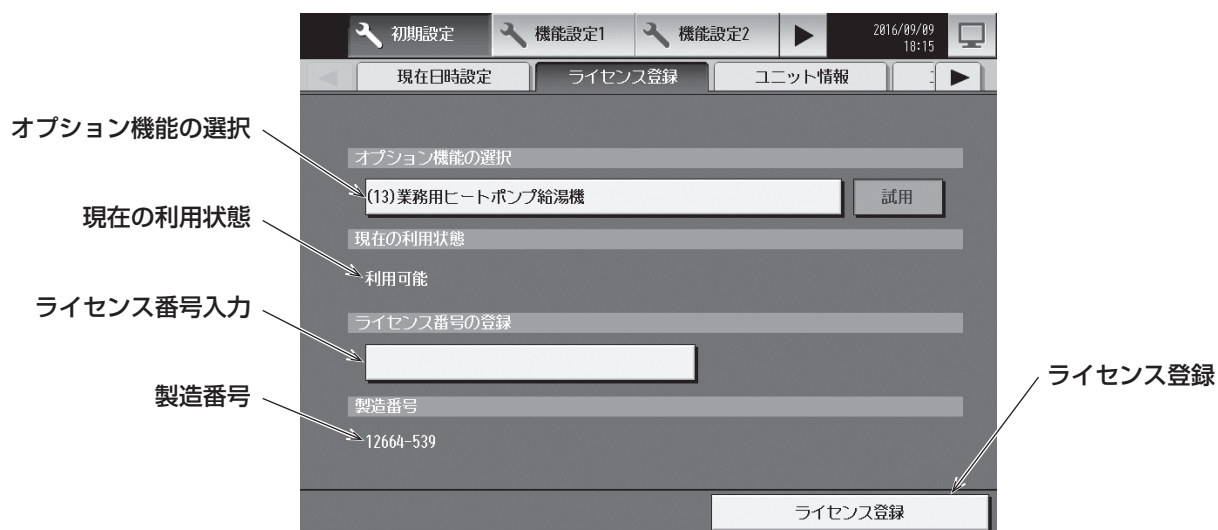 初期設定
機能設定1
機能設定2
2016/09/09
18:15
現在日時設定
ライセンス登録
ユニット情報
オプション機能の選択
オプション機能の選択
(13)業務用ヒートポンプ給湯機
試用
現在の利用状態
現在の利用状態
利用可能
ライセンス番号入力
ライセンス番号の登録
製造番号
製造番号
12664-539
ライセンス登録
ライセンス登録